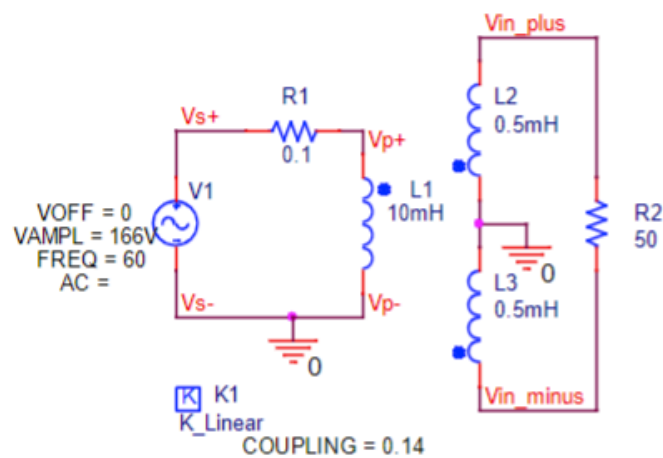 Vin_plus
R1
L2
0.5mH
Vs+
Vp+
0.1
V1
L1
10mH
VOFF = 0
VAMPL = 166V
FREQ = 60
AC =
R2
50
0
L3
0.5mH
Vs-
Vp-
0
K K1
K_Linear
Vin_minus
COUPLING = 0.14